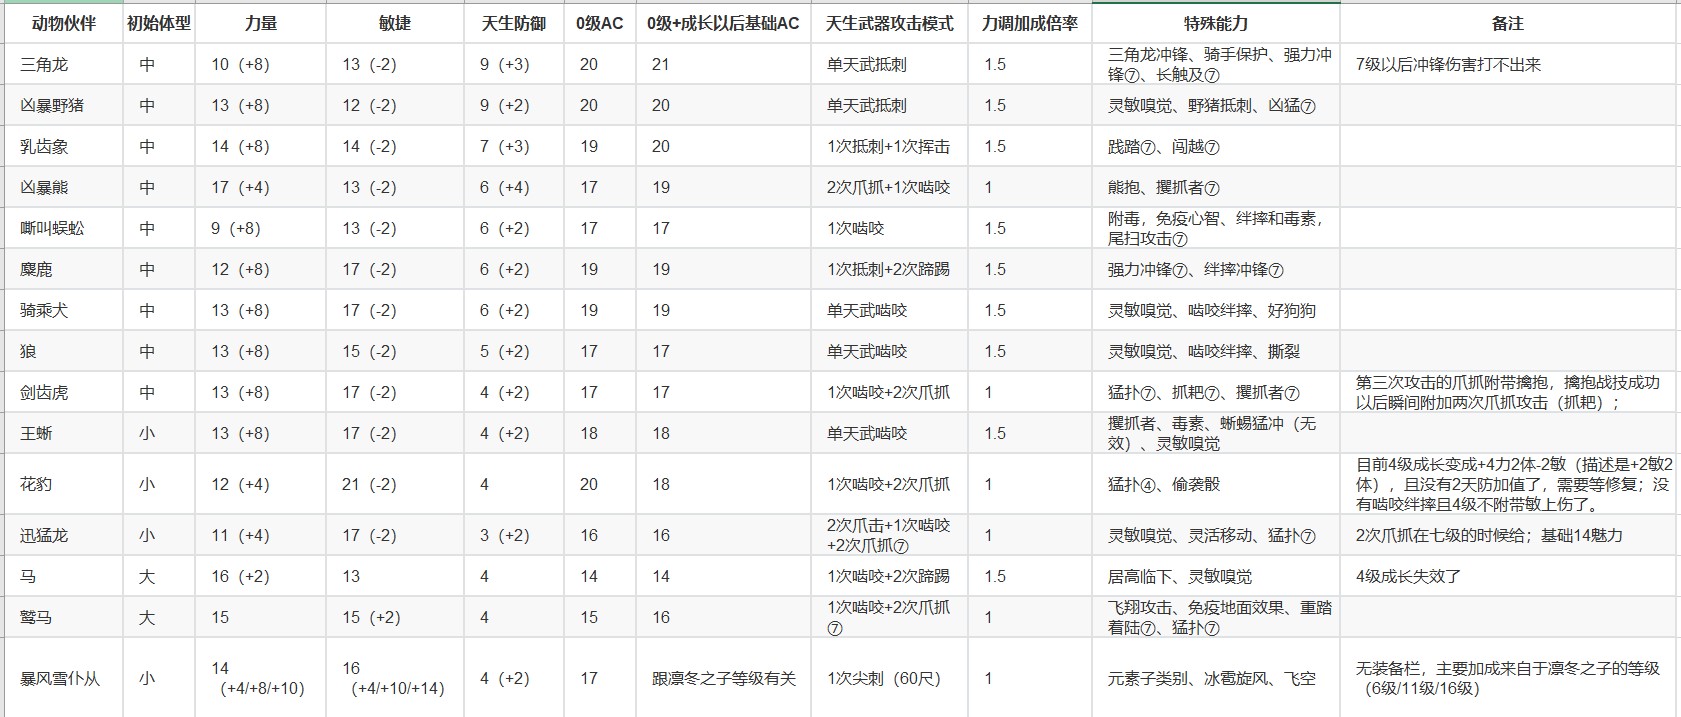 动物伙伴 初始体型 力量 敏捷 天生防御 0级AC 0级+成长以后基础AC 天生武器攻击模式 力调加成倍率 特殊能力 备注
三角龙 中 10（+8） 13（-2） 9（+3） 20 21 单天武抵刺 1.5 三角龙冲锋、骑手保护、强力冲
锋⑦、长触及⑦ 7级以后冲锋伤害打不出来
凶暴野猪 中 13（+8） 12（-2） 9（+2） 20 20 单天武抵刺 1.5 灵敏嗅觉、野猪抵刺、凶猛⑦
乳齿象 中 14（+8） 14（-2） 7（+3） 19 20 1次抵刺+1次挥击 1.5 践踏⑦、闯越⑦
凶暴熊 中 17（+4） 13（-2） 6（+4） 17 19 2次爪抓+1次啮咬 1 熊抱、攫抓者⑦
嘶叫蜈蚣 中 9（+8） 13（-2） 6（+2） 17 17 1次啮咬 1.5 附毒，免疫心智、绊摔和毒素，
尾扫攻击⑦
麋鹿 中 12（+8） 17（-2） 6（+2） 19 19 1次抵刺+2次蹄踢 1.5 强力冲锋⑦、绊摔冲锋⑦
骑乘犬 中 13（+8） 17（-2） 6（+2） 19 19 单天武啮咬 1.5 灵敏嗅觉、啮咬绊摔、好狗狗
狼 中 13（+8） 15（-2） 5（+2） 17 17 单天武啮咬 1.5 灵敏嗅觉、啮咬绊摔、撕裂
剑齿虎 中 13（+8） 17（-2） 4（+2） 17 17 1次啮咬+2次爪抓 1 猛扑⑦、抓耙⑦、攫抓者⑦ 第三次攻击的爪抓附带擒抱，擒抱战技成功
以后瞬间附加两次爪抓攻击（抓耙）；
王蜥 小 13（+8） 17（-2） 4（+2） 18 18 单天武啮咬 1.5 攫抓者、毒素、蜥蜴猛冲（无
效）、灵敏嗅觉
花豹 小 12（+4） 21（-2） 4 20 18 1次啮咬+2次爪抓 1 猛扑④、偷袭骰 目前4级成长变成+4力2体-2敏（描述是+2敏2
体），且没有2天防加值了，需要等修复；没
有啮咬绊摔且4级不附带敏上伤了。
迅猛龙 小 11（+4） 17（-2） 3（+2） 16 16 2次爪击+1次啮咬
+2次爪抓⑦ 1 灵敏嗅觉、灵活移动、猛扑⑦ 2次爪抓在七级的时候给；基础14魅力
马 大 16（+2） 13 4 14 14 1次啮咬+2次蹄踢 1.5 居高临下、灵敏嗅觉 4级成长失效了
鹫马 大 15 15（+2） 4 15 16 1次啮咬+2次爪抓
⑦ 1 飞翔攻击、免疫地面效果、重踏
着陆⑦、猛扑⑦
暴风雪仆从 小 14
（+4/+8/+10） 16
（+4/+10/+14） 4（+2） 17 跟凛冬之子等级有关 1次尖刺（60尺） 1 元素子类别、冰雹旋风、飞空 无装备栏，主要加成来自于凛冬之子的等级
（6级/11级/16级）